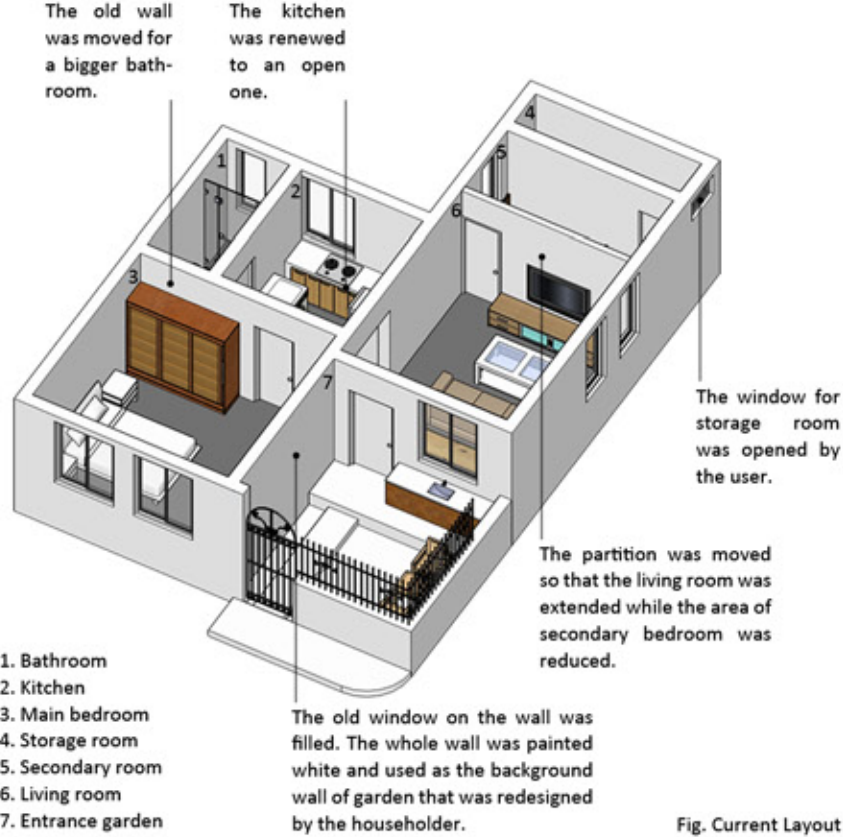 The old wall
was moved for
a bigger bath-
room.
The kitchen
was renewed
to an open
one.
1
2
3
4
5
6
7
The window for
storage room
was opened by
the user.
The partition was moved
so that the living room was
extended while the area of
secondary bedroom was
reduced.
1. Bathroom
2. Kitchen
3. Main bedroom
4. Storage room
5. Secondary room
6. Living room
7. Entrance garden
The old window on the wall was
filled. The whole wall was painted
white and used as the background
wall of garden that was redesigned
by the householder.
Fig. Current Layout